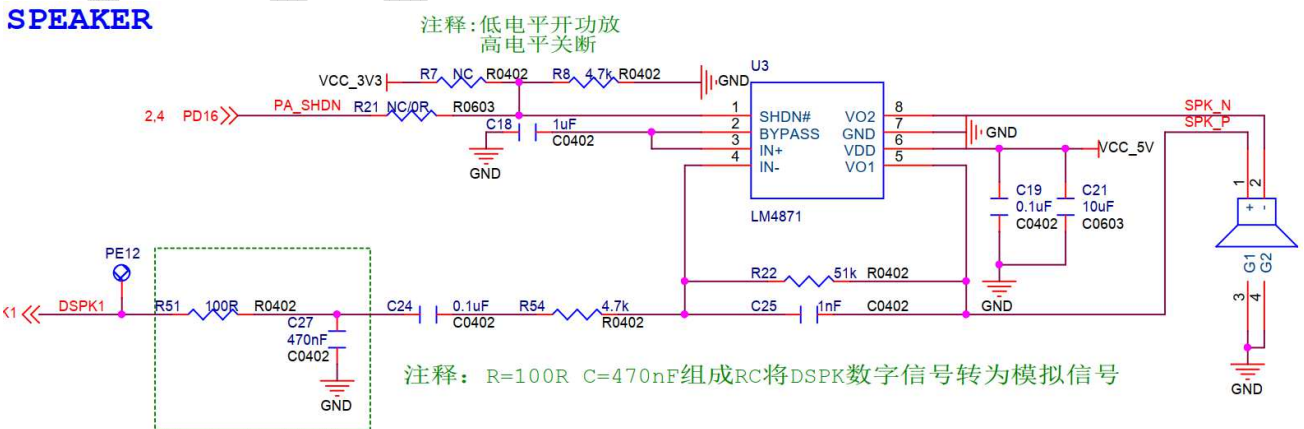 SPEAKER
注释:低电平开功放
高电平关断
VCC_3V3 R7 NC R0402 R8 4.7k R0402 GND
U3
2,4 PD16 PA_SHDN R21 NC/0R R0603
C18 1uF
C0402
GND
1 SHDN# VO2 8
2 BYPASS GND 7
3 IN+ VDD 6
4 IN- VO1 5
LM4871
SPK_N
SPK_P
GND
VCC_5V
C19
0.1uF
C0402
C21
10uF
C0603
GND
1 2
+ -
G1 G2
3 4
GND
R22 51k R0402
C25 1nF C0402
PE12
DSPK1 R51 100R R0402
C27
470nF
C0402
GND
C24 0.1uF
C0402
R54 4.7k
R0402
注释: R=100R C=470nF组成RC将DSPK数字信号转为模拟信号